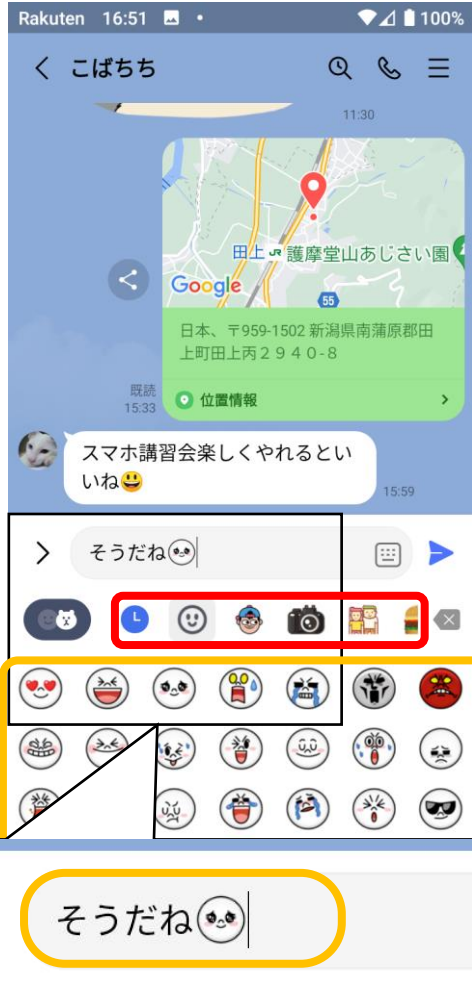 Rakuten 16:51 100%
こばちち
11:30
田上 JR 護摩堂山あじさい園
Google
55
日本、〒959-1502 新潟県南蒲原郡田
上町田上丙２９４０-８
既読
15:33
位置情報
スマホ講習会楽しくやれるとい
いね😃
15:59
そうだね
そうだね